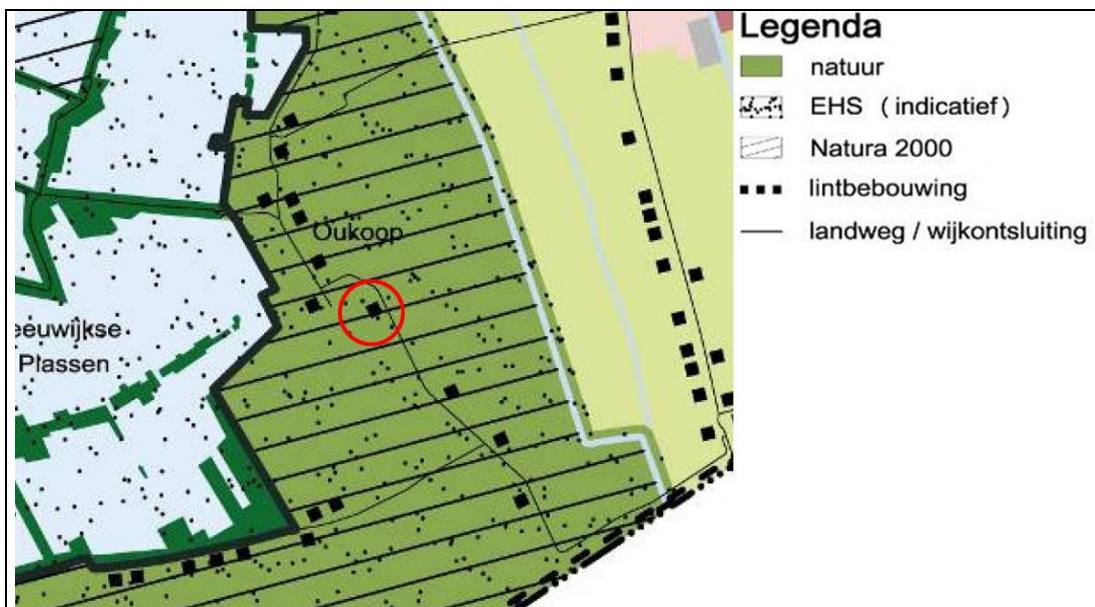 Legenda
natuur
EHS ( indicatief)
Natura 2000
lintbebouwing
landweg / wijkontsluiting
Oukoop
eeuwijkse
Plassen